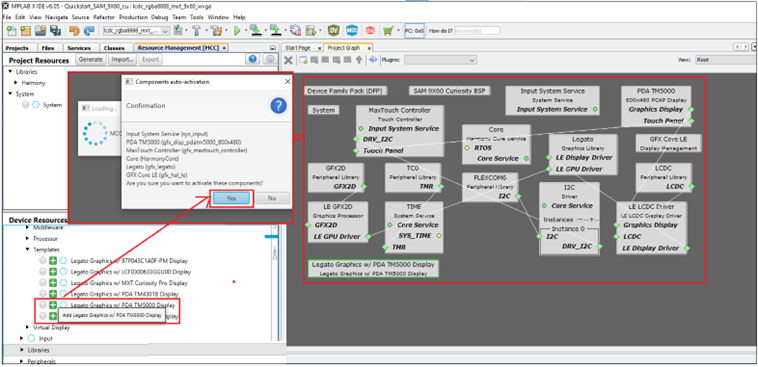 MPLAB X IDE v6.05 - Quickstart_SAM_9X60_cu : lcdc_rgba8888_mxt_9x60_wvga
File Edit View Navigate Source Refactor Production Debug Team Tools Window Help
lcdc_rgba8888_mxt_...
PC: 0x0
How do I?
Projects Files Services Classes Resource Management [MCC]
Start Page Project Graph
Project Resources Generate Import... Export
Plugins:
View: Root
Libraries
Harmony
System
System
Loading...
MCC
Components auto-activation
Confirmation
Input System Service (sys_input)
PDA TM5000 (gfx_disp_pdatm5000_800x480)
MaxTouch Controller (gfx_maxtouch_controller)
Core (HarmonyCore)
Legato (gfx_legato)
GFX Core LE (gfx_hal_le)
Are you sure you want to activate these components?
Yes No
Device Resources
Middleware
Processor
Templates
Legato Graphics w/ 97P043C1AOF-PM Display
Legato Graphics w/ LCF0300633GGU00 Display
Legato Graphics w/ MXT Curiosity Pro Display
Legato Graphics w/ PDA TM4301B Display
Legato Graphics w/ PDA TM5000 Display
Add Legato Graphics w/ PDA TM5000 Display
Virtual Display
Input
Libraries
Peripherals
Device Family Pack (DFP)
SAM 9X60 Curiosity BSP
System
MaxTouch Controller
Touch Controller
Input System Service
DRV_I2C
Touch Panel
Input System Service
System Service
Input System Service
PDA TM5000
800x480 PCAP Display
Graphics Display
Touch Panel
Core
Harmony Core Service
RTOS
Core Service
Legato
Graphics Library
LE Display Driver
LE GPU Driver
GFX Core LE
Display Management
GFX2D
Peripheral Library
GFX2D
TC0
Peripheral Library
TMR
FLEXCOM6
Peripheral Library
I2C
I2C
Driver
Core Service
Instances
Instance 0
I2C
DRV_I2C
LCDC
Peripheral Library
LCDC
LE GFX2D
Graphics Processor
GFX2D
LE GPU Driver
TIME
System Service
Core Service
SYS_TIME
TMR
LE LCDC Driver
LE LCDC Display Driver
Graphics Display
LCDC
LE Display Driver
Legato Graphics w/ PDA TM5000 Display
Legato Graphics w/ PDA TM5000 Display